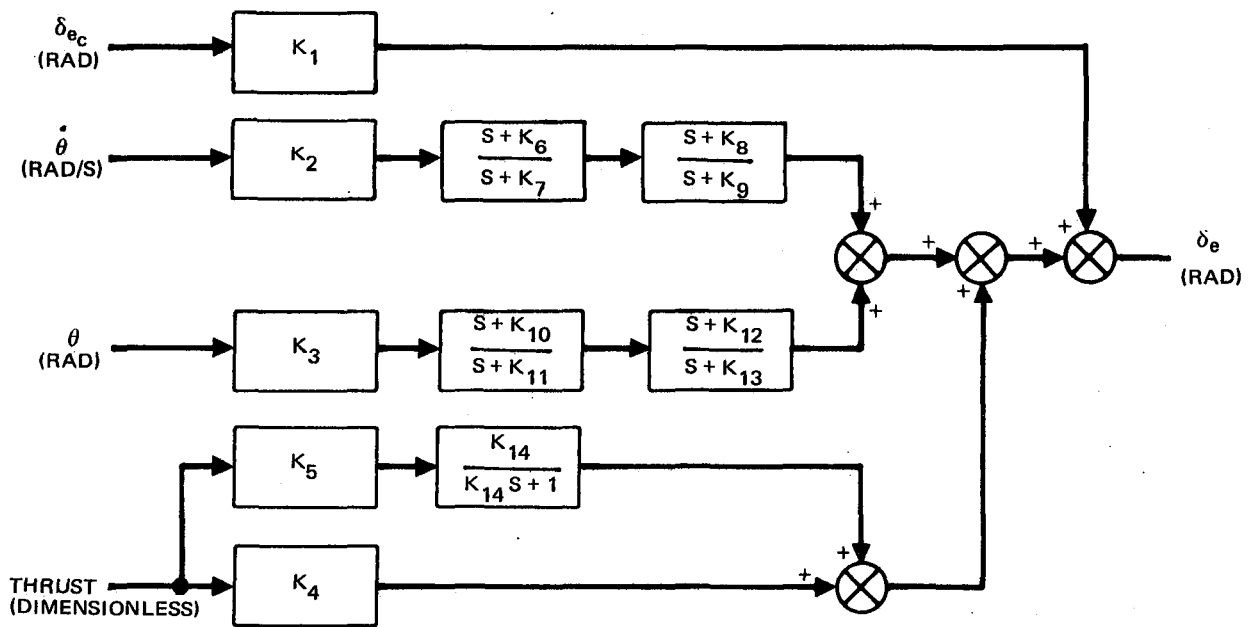 δec
(RAD)
K1
θ̇
(RAD/S)
K2
S + K6
S + K7
S + K8
S + K9
+
+
+
+
+
δe
(RAD)
+
+
θ
(RAD)
K3
S + K10
S + K11
S + K12
S + K13
K5
K14
K14 S + 1
THRUST
(DIMENSIONLESS)
K4
+
+